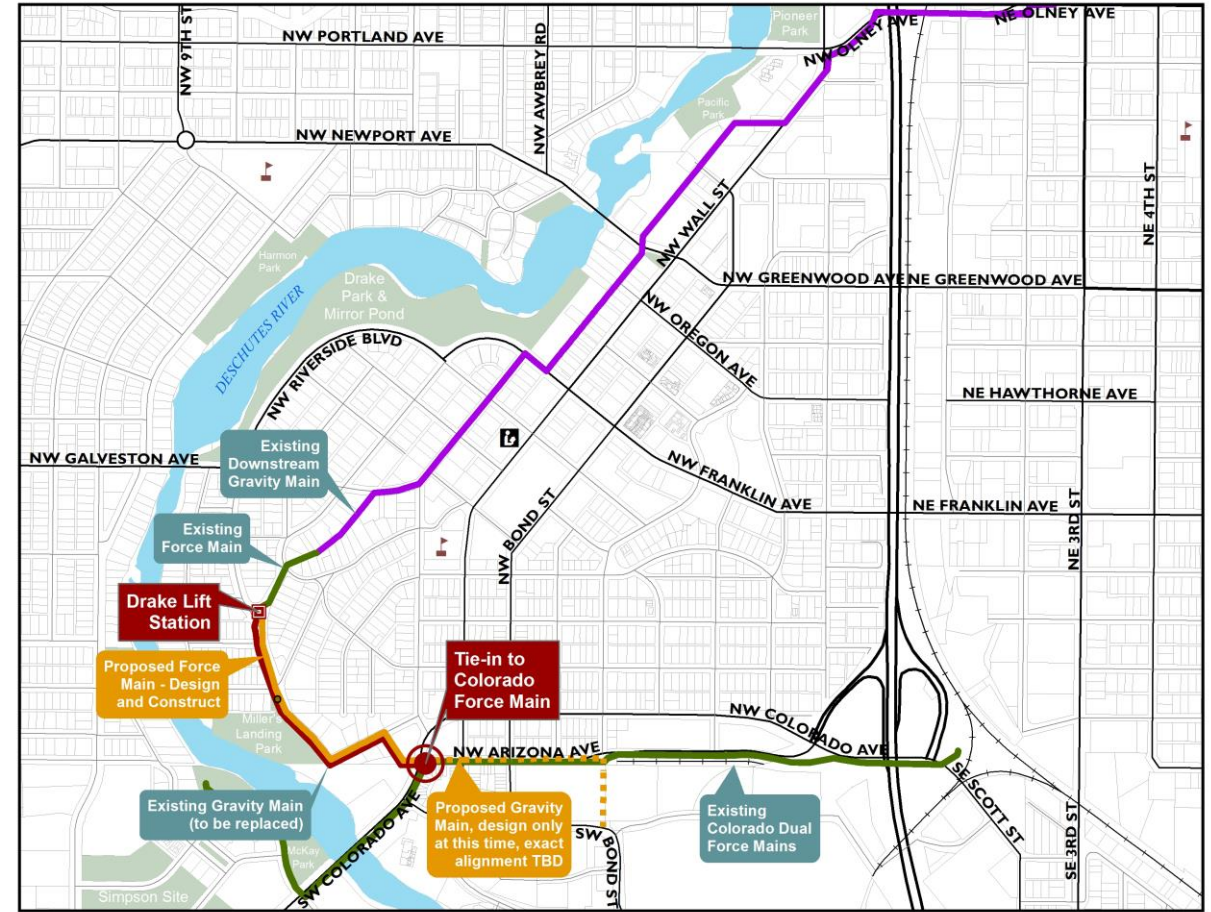 NW 9TH ST
NW PORTLAND AVE
NW AWBREY RD
Pioneer
Park
NW OLNEY AVE
NE OLNEY AVE
Pacific
Park
NW NEWPORT AVE
NE 4TH ST
NW WALL ST
Harmon
Park
Drake
Park &
Mirror Pond
DESCHUTES RIVER
NW GREENWOOD AVE
NE GREENWOOD AVE
NW OREGON AVE
NW RIVERSIDE BLVD
NE HAWTHORNE AVE
NW GALVESTON AVE
Existing
Downstream
Gravity Main
NW FRANKLIN AVE
NE FRANKLIN AVE
NW BOND ST
NE 3RD ST
Existing
Force Main
Drake Lift
Station
Proposed Force
Main - Design
and Construct
Tie-in to
Colorado
Force Main
Miller's
Landing
Park
NW COLORADO AVE
NW ARIZONA AVE
Existing Gravity Main
(to be replaced)
Proposed Gravity
Main, design only
at this time, exact
alignment TBD
Existing
Colorado Dual
Force Mains
SE SCOTT ST
SE 3RD ST
SW BOND ST
SW COLORADO AVE
McKay
Park
Simpson Site